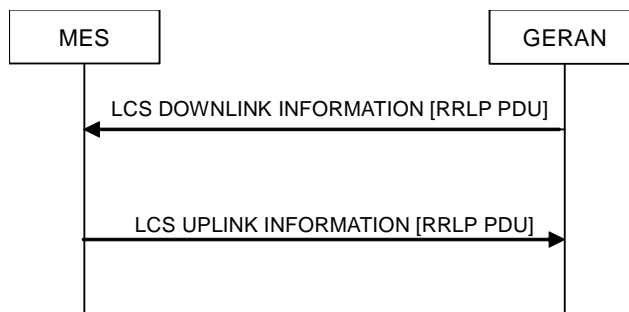 MES
GERAN
LCS DOWNLINK INFORMATION [RRLP PDU]
LCS UPLINK INFORMATION [RRLP PDU]